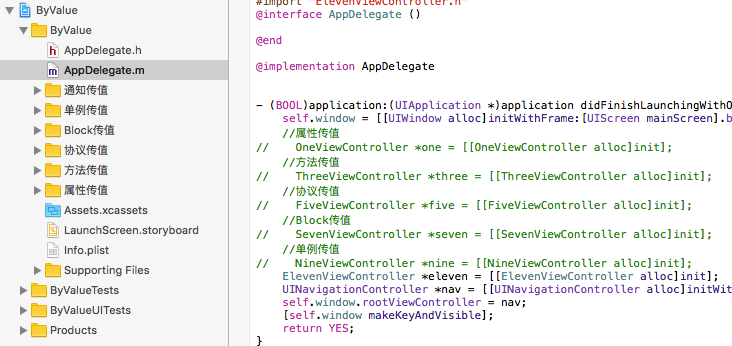 ByValue
ByValue
AppDelegate.h
AppDelegate.m
通知传值
单例传值
Block传值
协议传值
方法传值
属性传值
Assets.xcassets
LaunchScreen.storyboard
Info.plist
Supporting Files
ByValueTests
ByValueUITests
Products
#import "ElevenViewController.h"
@interface AppDelegate ()
@end
@implementation AppDelegate
- (BOOL)application:(UIApplication *)application didFinishLaunchingWithO
self.window = [[UIWindow alloc]initWithFrame:[UIScreen mainScreen].b
//属性传值
// OneViewController *one = [[OneViewController alloc]init];
//方法传值
// ThreeViewController *three = [[ThreeViewController alloc]init];
//协议传值
// FiveViewController *five = [[FiveViewController alloc]init];
//Block传值
// SevenViewController *seven = [[SevenViewController alloc]init];
//单例传值
// NineViewController *nine = [[NineViewController alloc]init];
ElevenViewController *eleven = [[ElevenViewController alloc]init];
UINavigationController *nav = [[UINavigationController alloc]initWit
self.window.rootViewController = nav;
[self.window makeKeyAndVisible];
return YES;
}